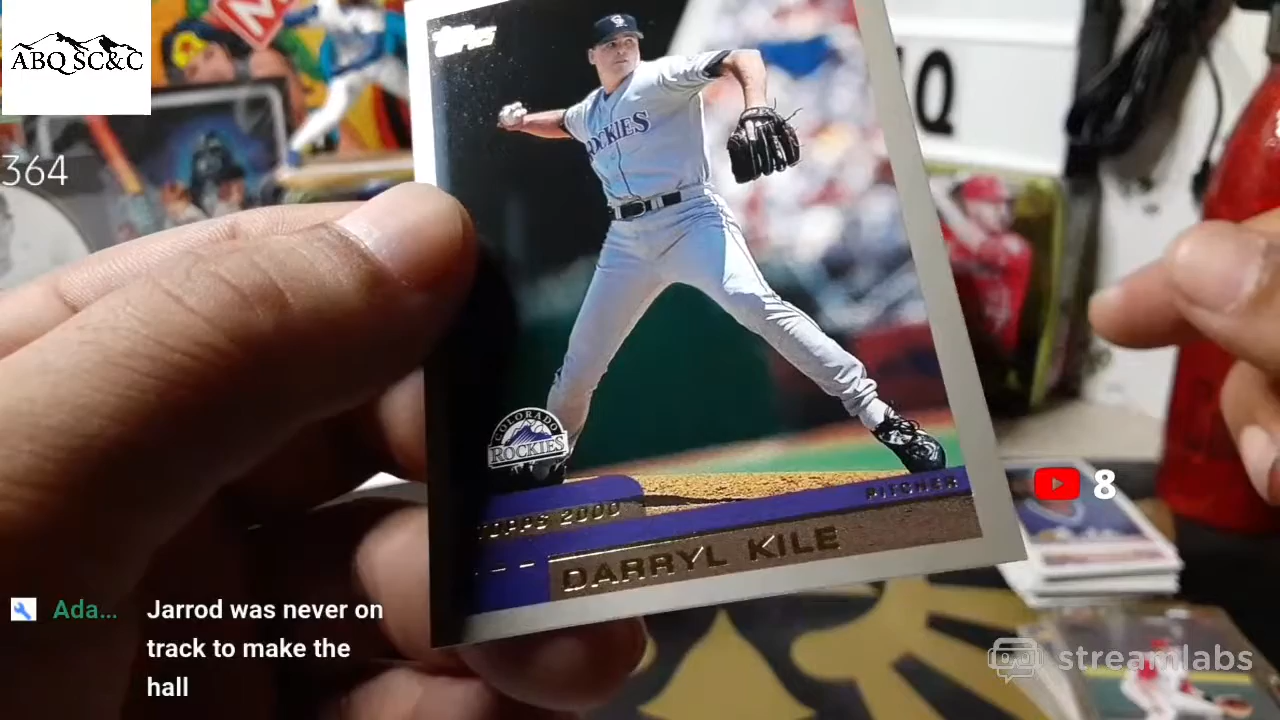 ABQ SC&C
364
Topps
ROCKIES
COLORADO
ROCKIES
TOPPS 2000
PITCHER
DARRYL KILE
Q
8
Ada...
Jarrod was never on
track to make the
hall
streamlabs